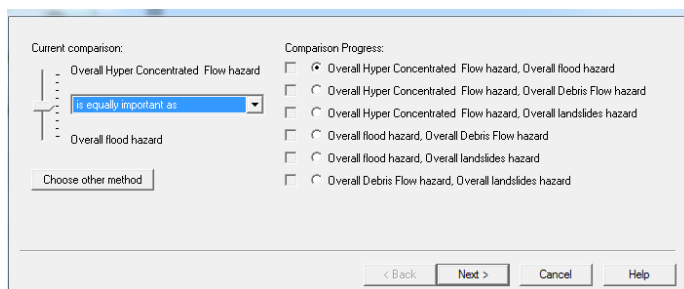 Current comparison:
Overall Hyper Concentrated Flow hazard
is equally important as
Overall flood hazard
Choose other method
Comparison Progress:
Overall Hyper Concentrated Flow hazard, Overall flood hazard
Overall Hyper Concentrated Flow hazard, Overall Debris Flow hazard
Overall Hyper Concentrated Flow hazard, Overall landslides hazard
Overall flood hazard, Overall Debris Flow hazard
Overall flood hazard, Overall landslides hazard
Overall Debris Flow hazard, Overall landslides hazard
< Back Next > Cancel Help